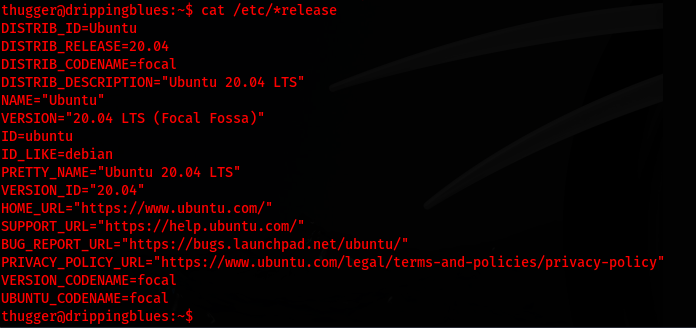 thugger@drippingblues:~$ cat /etc/*release
DISTRIB_ID=Ubuntu
DISTRIB_RELEASE=20.04
DISTRIB_CODENAME=focal
DISTRIB_DESCRIPTION="Ubuntu 20.04 LTS"
NAME="Ubuntu"
VERSION="20.04 LTS (Focal Fossa)"
ID=ubuntu
ID_LIKE=debian
PRETTY_NAME="Ubuntu 20.04 LTS"
VERSION_ID="20.04"
HOME_URL="https://www.ubuntu.com/"
SUPPORT_URL="https://help.ubuntu.com/"
BUG_REPORT_URL="https://bugs.launchpad.net/ubuntu/"
PRIVACY_POLICY_URL="https://www.ubuntu.com/legal/terms-and-policies/privacy-policy"
VERSION_CODENAME=focal
UBUNTU_CODENAME=focal
thugger@drippingblues:~$